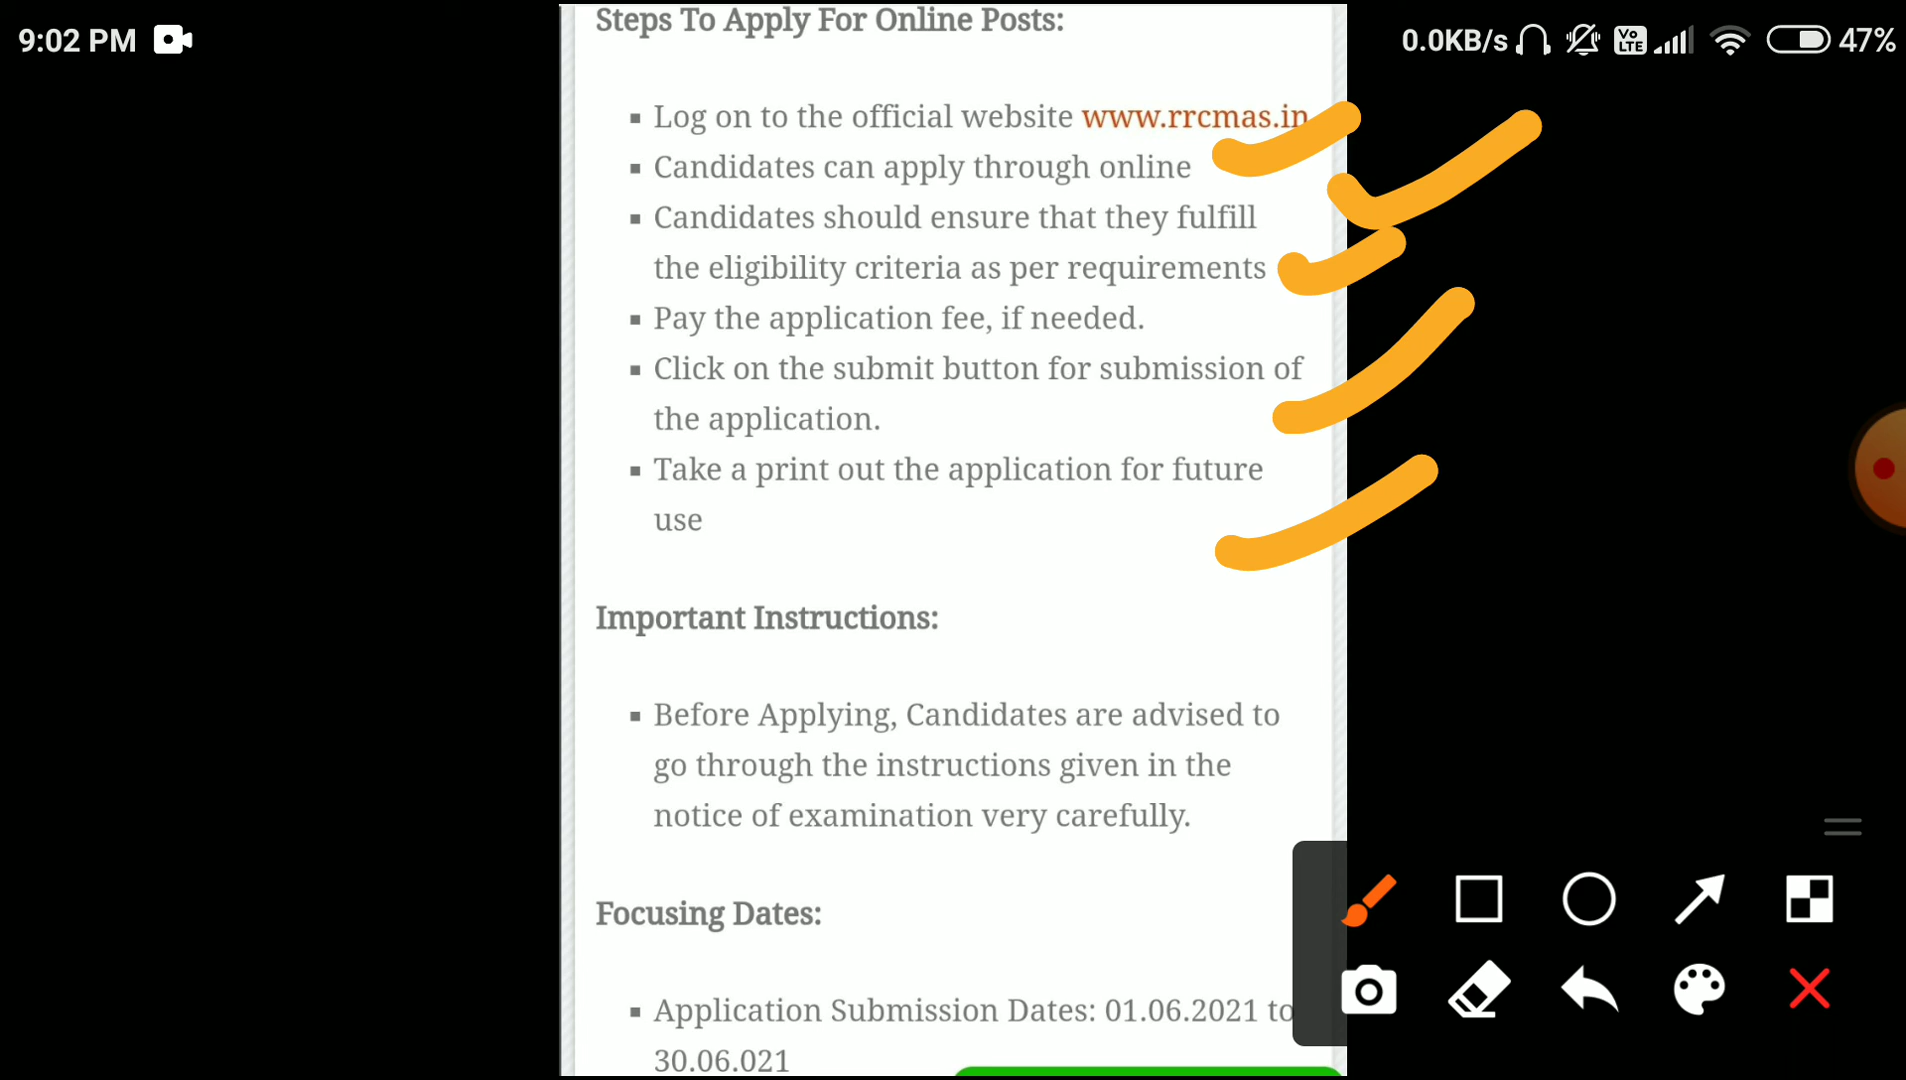 9:02 PM
0.0KB/s
Vo LTE
47%
Steps To Apply For Online Posts:
▪ Log on to the official website www.rrcmas.in
▪ Candidates can apply through online
▪ Candidates should ensure that they fulfill
the eligibility criteria as per requirements
▪ Pay the application fee, if needed.
▪ Click on the submit button for submission of
the application.
▪ Take a print out the application for future
use
Important Instructions:
▪ Before Applying, Candidates are advised to
go through the instructions given in the
notice of examination very carefully.
Focusing Dates:
▪ Application Submission Dates: 01.06.2021 to
30.06.021